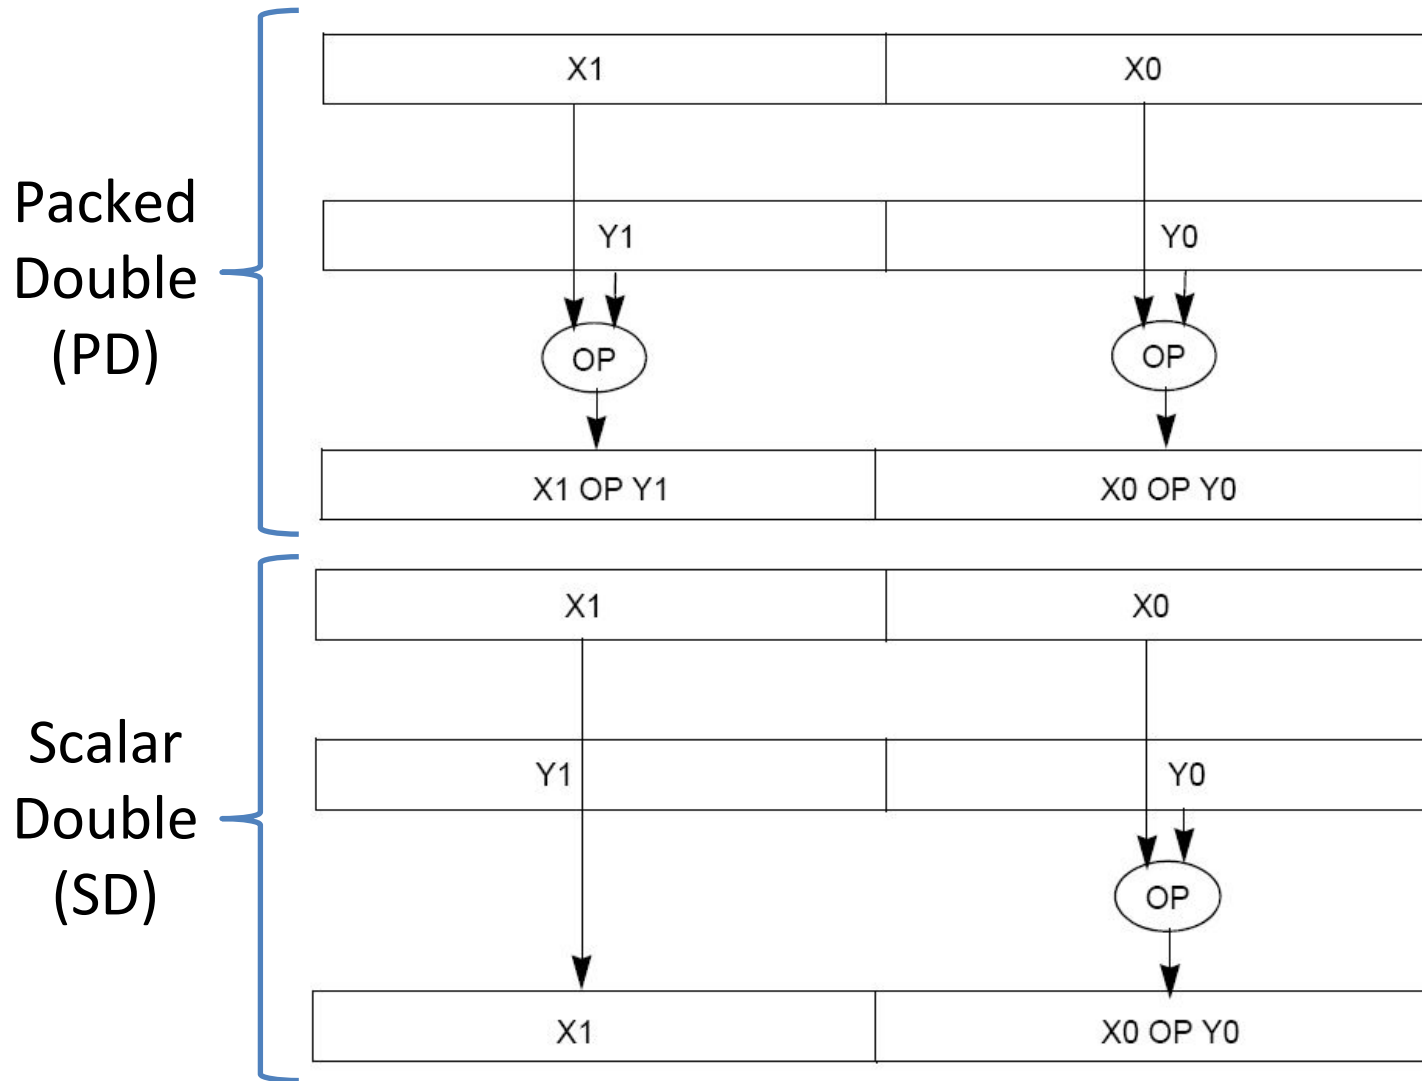 Packed
Double
(PD)
X1 X0
Y1 Y0
OP OP
X1 OP Y1 X0 OP Y0
Scalar
Double
(SD)
X1 X0
Y1 Y0
OP
X1 X0 OP Y0